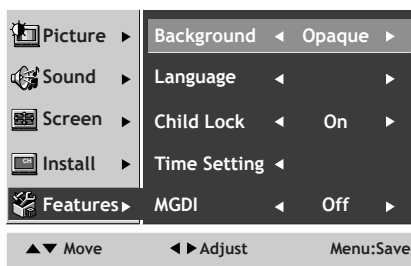 Picture ▶ Background ◀ Opaque ▶
Sound ▶ Language ◀ ▶
Screen ▶ Child Lock ◀ On ▶
CH Install ▶ Time Setting ◀
Features ▶ MGDI ◀ Off ▶
▲▼ Move ◀▶ Adjust Menu:Save